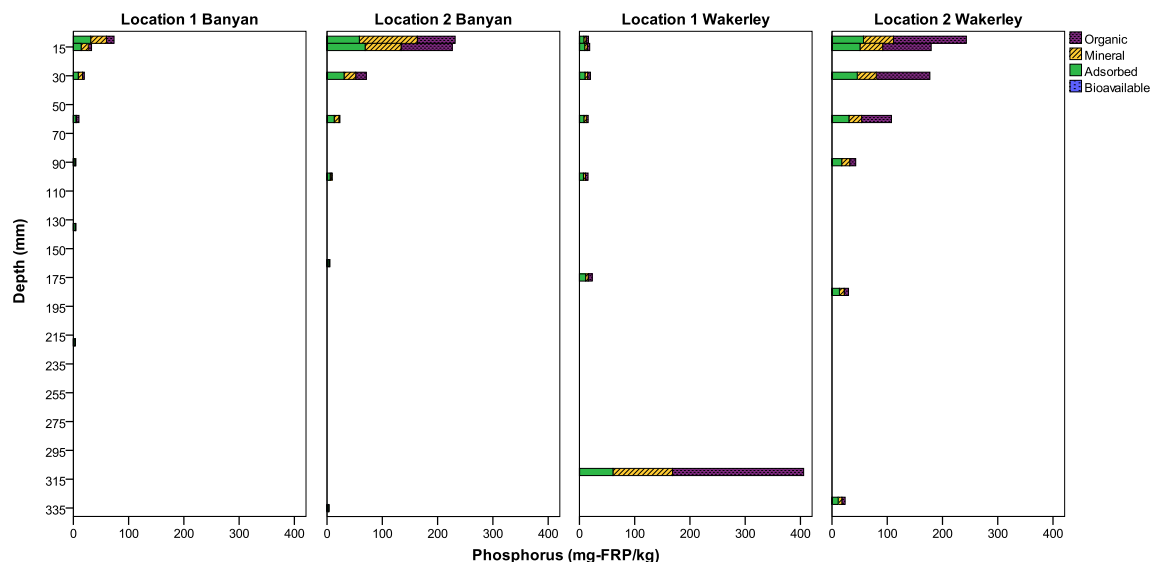 Location 1 Banyan
Location 2 Banyan
Location 1 Wakerley
Location 2 Wakerley
Organic
Mineral
Adsorbed
Bioavailable
Depth (mm)
15
30
50
70
90
110
130
150
175
195
215
235
255
275
295
315
335
0 100 200 300 400
0 100 200 300 400
0 100 200 300 400
0 100 200 300 400
Phosphorus (mg-FRP/kg)